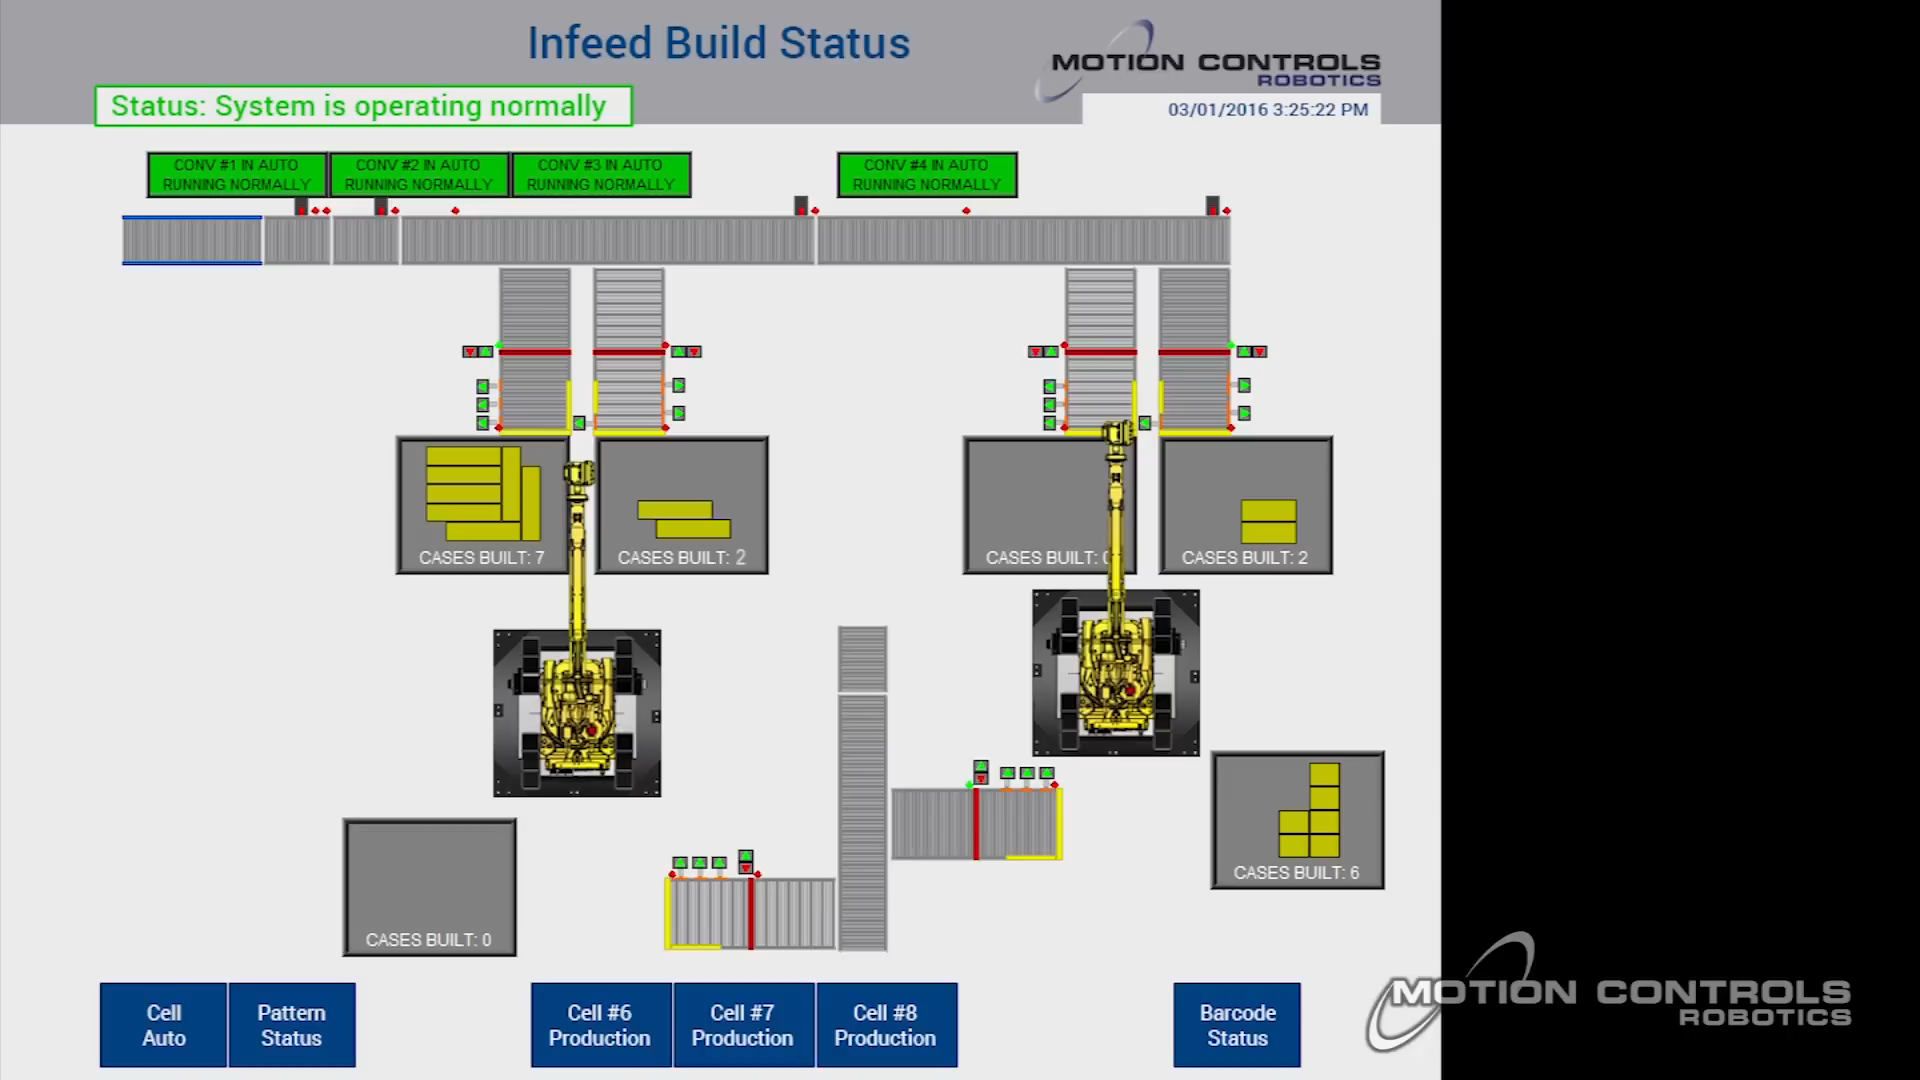 Infeed Build Status
MOTION CONTROLS
ROBOTICS
Status: System is operating normally
03/01/2016 3:25:22 PM
CONV #1 IN AUTO
RUNNING NORMALLY
CONV #2 IN AUTO
RUNNING NORMALLY
CONV #3 IN AUTO
RUNNING NORMALLY
CONV #4 IN AUTO
RUNNING NORMALLY
CASES BUILT: 7
CASES BUILT: 2
CASES BUILT:
CASES BUILT: 2
CASES BUILT: 6
CASES BUILT: 0
Cell
Auto
Pattern
Status
Cell #6
Production
Cell #7
Production
Cell #8
Production
Barcode
Status
MOTION CONTROLS
ROBOTICS